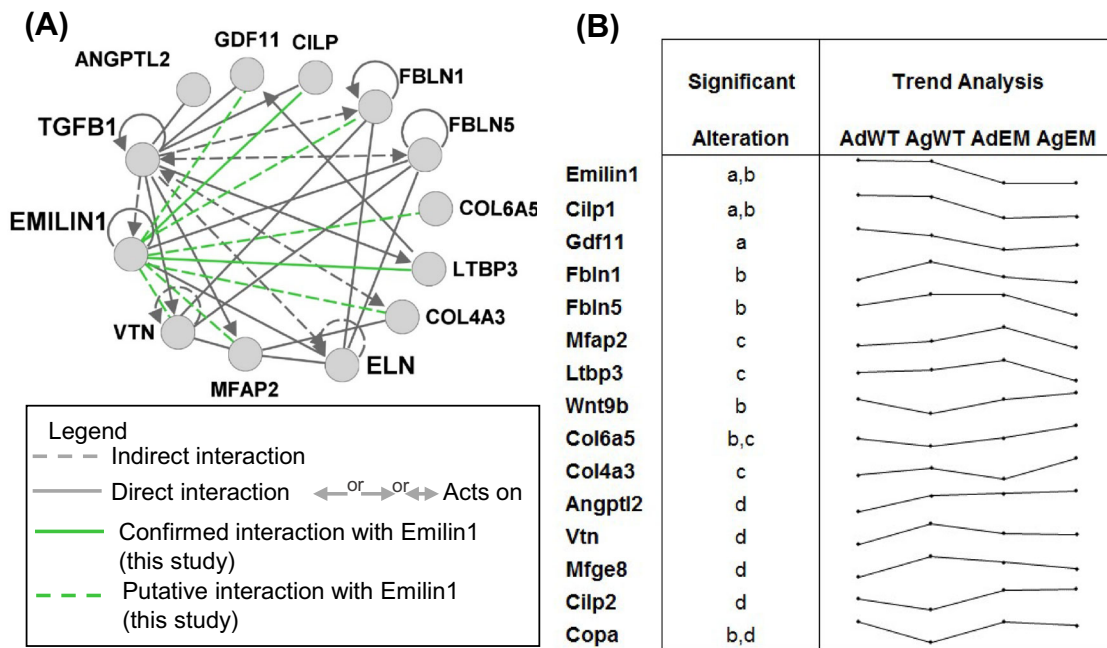 (A)
GDF11
CILP
ANGPTL2
FBLN1
TGFB1
FBLN5
COL6A5
EMILIN1
LTBP3
VTN
COL4A3
MFAP2
ELN
Legend
Indirect interaction
Direct interaction or or Acts on
Confirmed interaction with Emilin1
(this study)
Putative interaction with Emilin1
(this study)
(B)
Significant Trend Analysis
Alteration AdWT AgWT AdEM AgEM
Emilin1 a,b
Cilp1 a,b
Gdf11 a
Fbln1 b
Fbln5 b
Mfap2 c
Ltbp3 c
Wnt9b b
Col6a5 b,c
Col4a3 c
Angptl2 d
Vtn d
Mfge8 d
Cilp2 d
Copa b,d